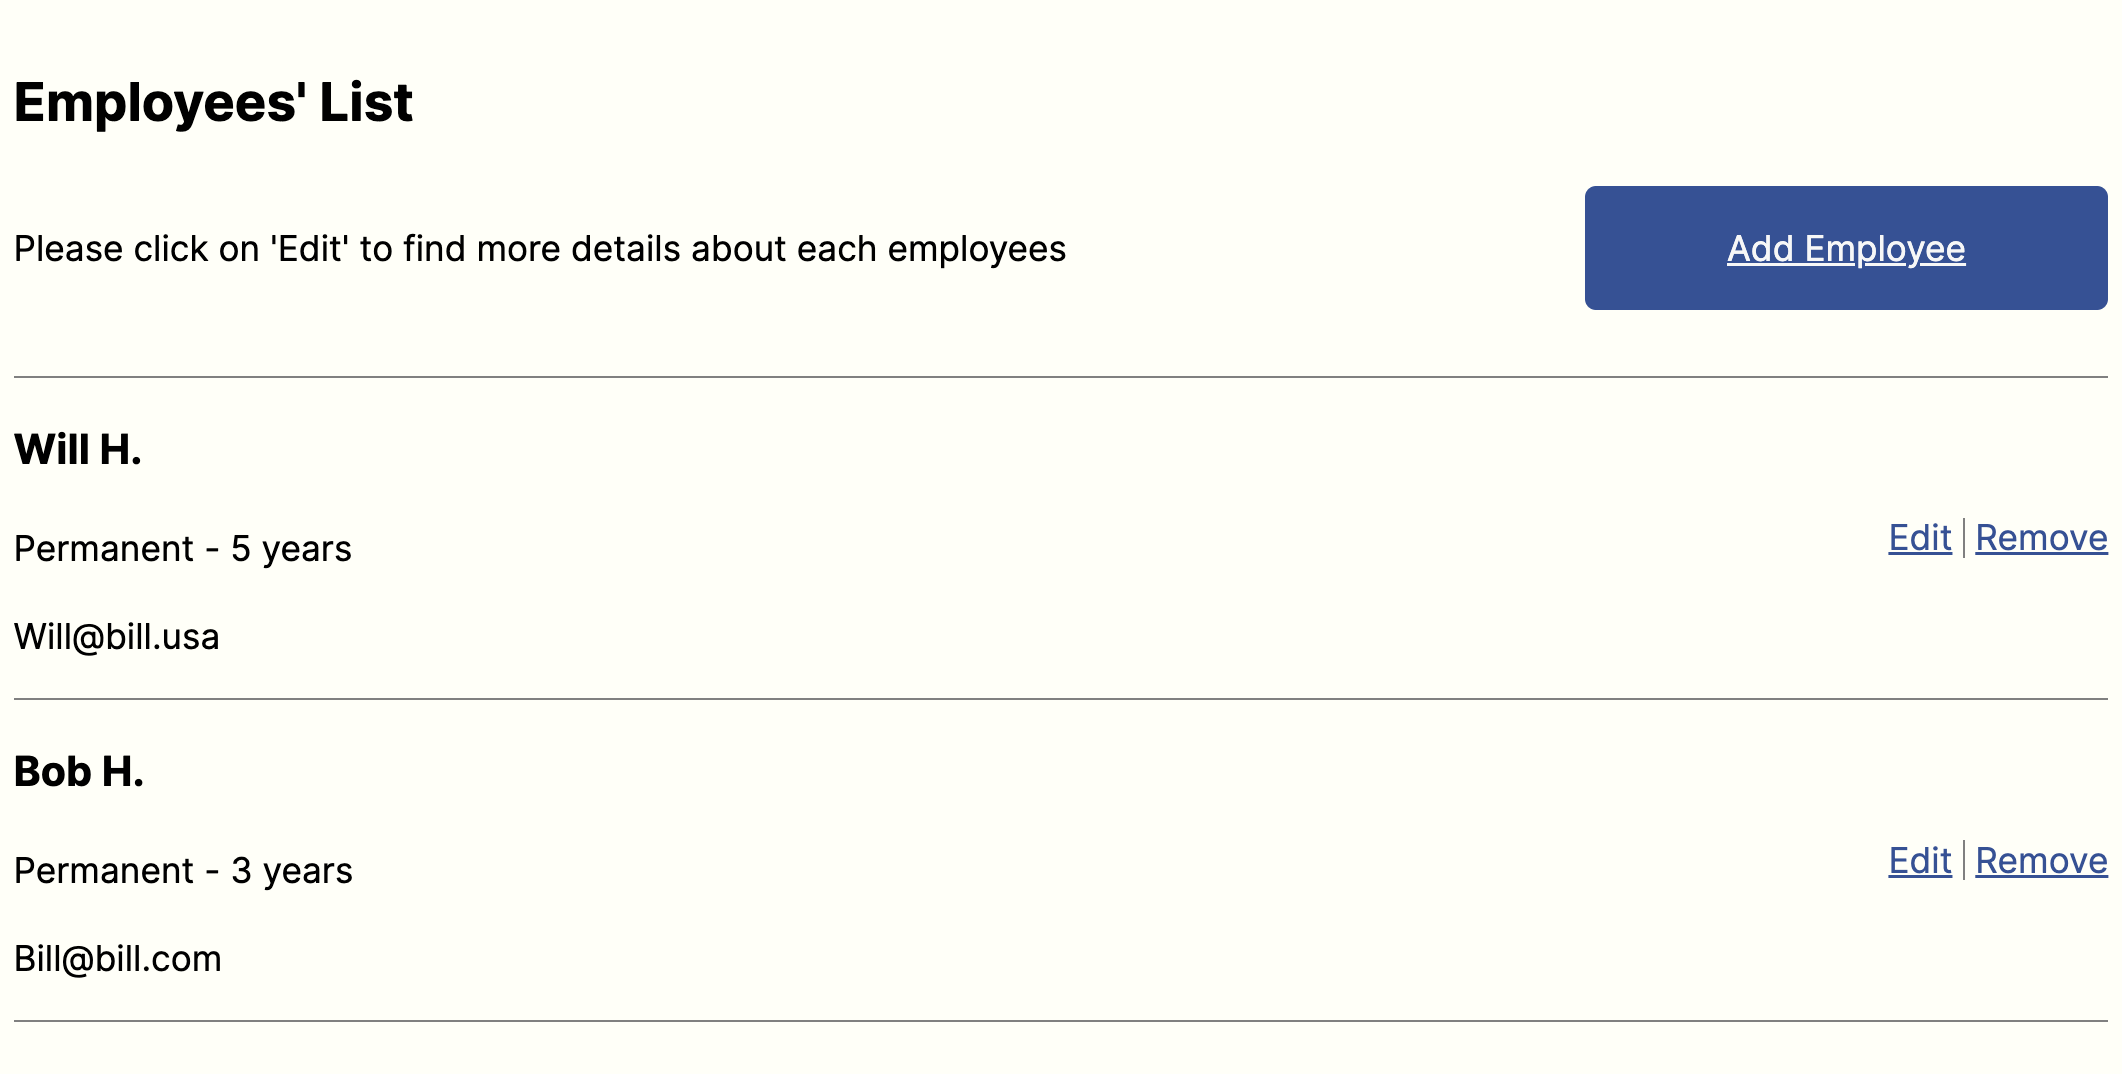 Employees' List
Please click on 'Edit' to find more details about each employees
Add Employee
Will H.
Permanent - 5 years
Edit | Remove
Will@bill.usa
Bob H.
Permanent - 3 years
Edit | Remove
Bill@bill.com